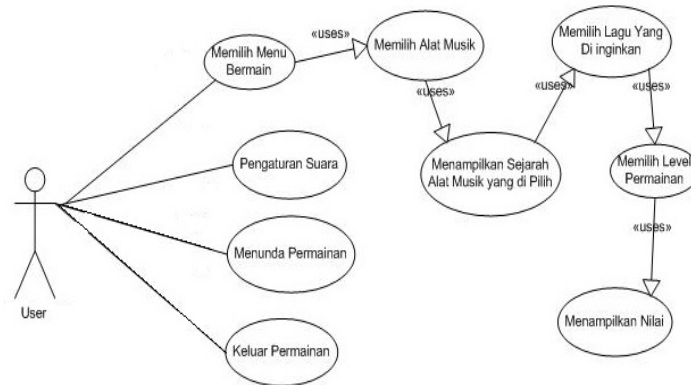 Memilih Menu
Bermain
«uses»
Memilih Alat Musik
«uses»
Menampilkan Sejarah
Alat Musik yang di Pilih
«uses»
Memilih Lagu Yang
Di inginkan
«uses»
Memilih Level
Permainan
«uses»
Menampilkan Nilai
Pengaturan Suara
Menunda Permainan
Keluar Permainan
User